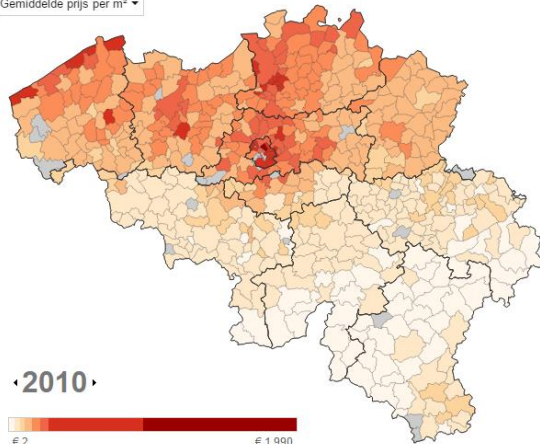 Gemiddelde prijs per m² ▾
◂ 2010 ▸
€ 2 € 1.990